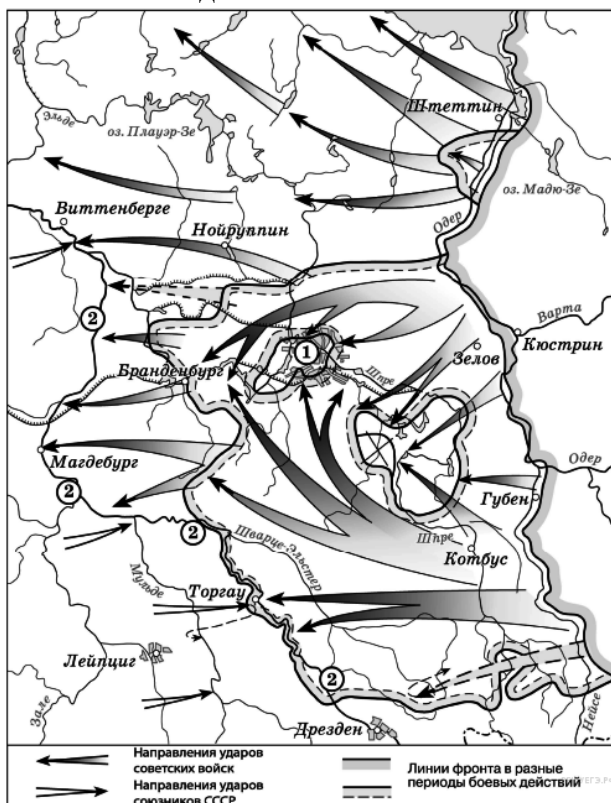 Штеттин
Эльде
оз. Плауэр-Зе
оз. Мадю-Зе
Виттенберге
Одер
Нойруппин
Варта
2
1
Кюстрин
Зелов
Бранденбург
Шпре
Магдебург
Одер
2
Губен
2
Шварце-Эльстер
Шпре
Котбус
Мульде
Торгау
Лейпциг
2
Зале
Дрезден
Нейсе
Направления ударов
советских войск
Направления ударов
союзников СССР
Линии фронта в разные
периоды боевых действий